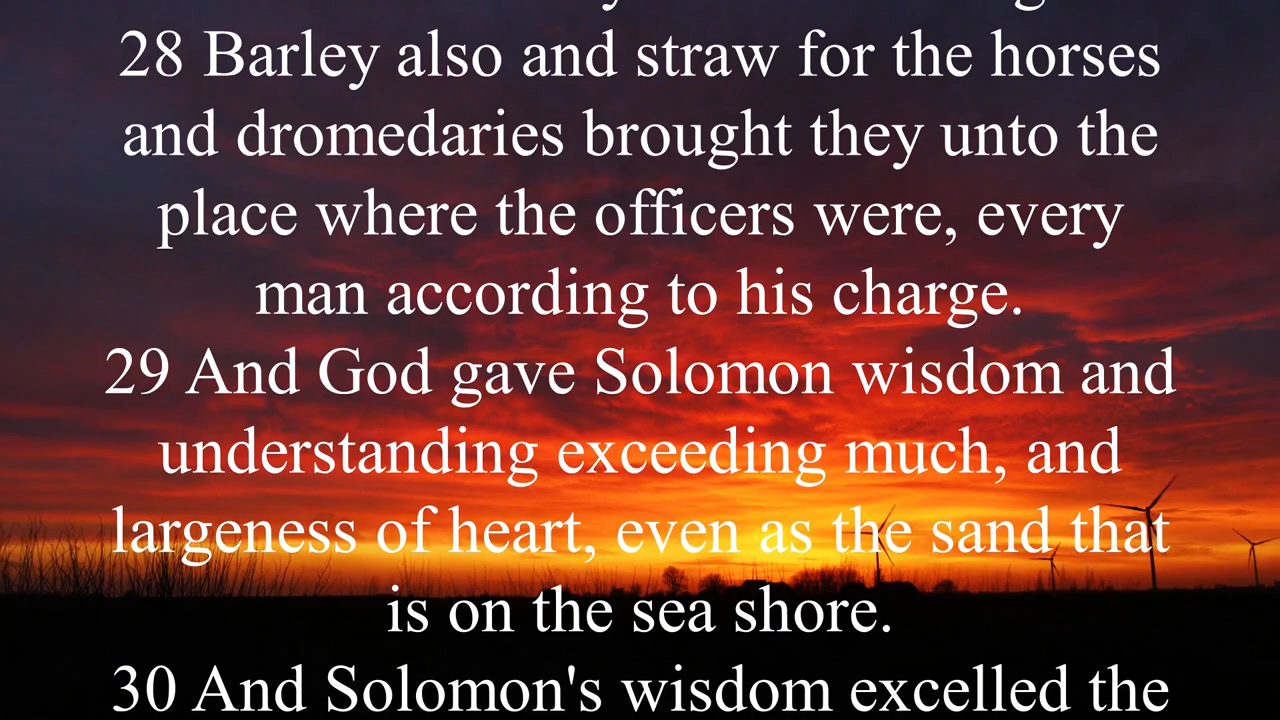 28 Barley also and straw for the horses
and dromedaries brought they unto the
place where the officers were, every
man according to his charge.
29 And God gave Solomon wisdom and
understanding exceeding much, and
largeness of heart, even as the sand that
is on the sea shore.
30 And Solomon's wisdom excelled the